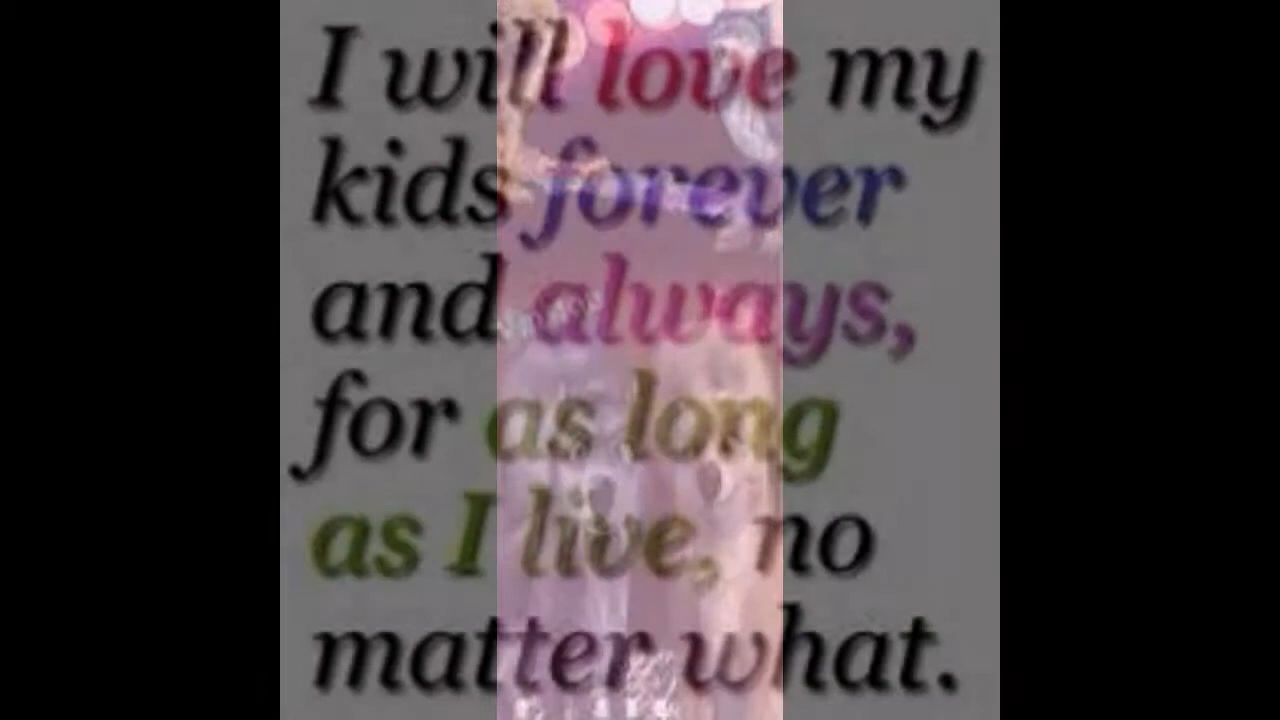 I will love my
kids forever
and always,
for as long
as I live, no
matter what.